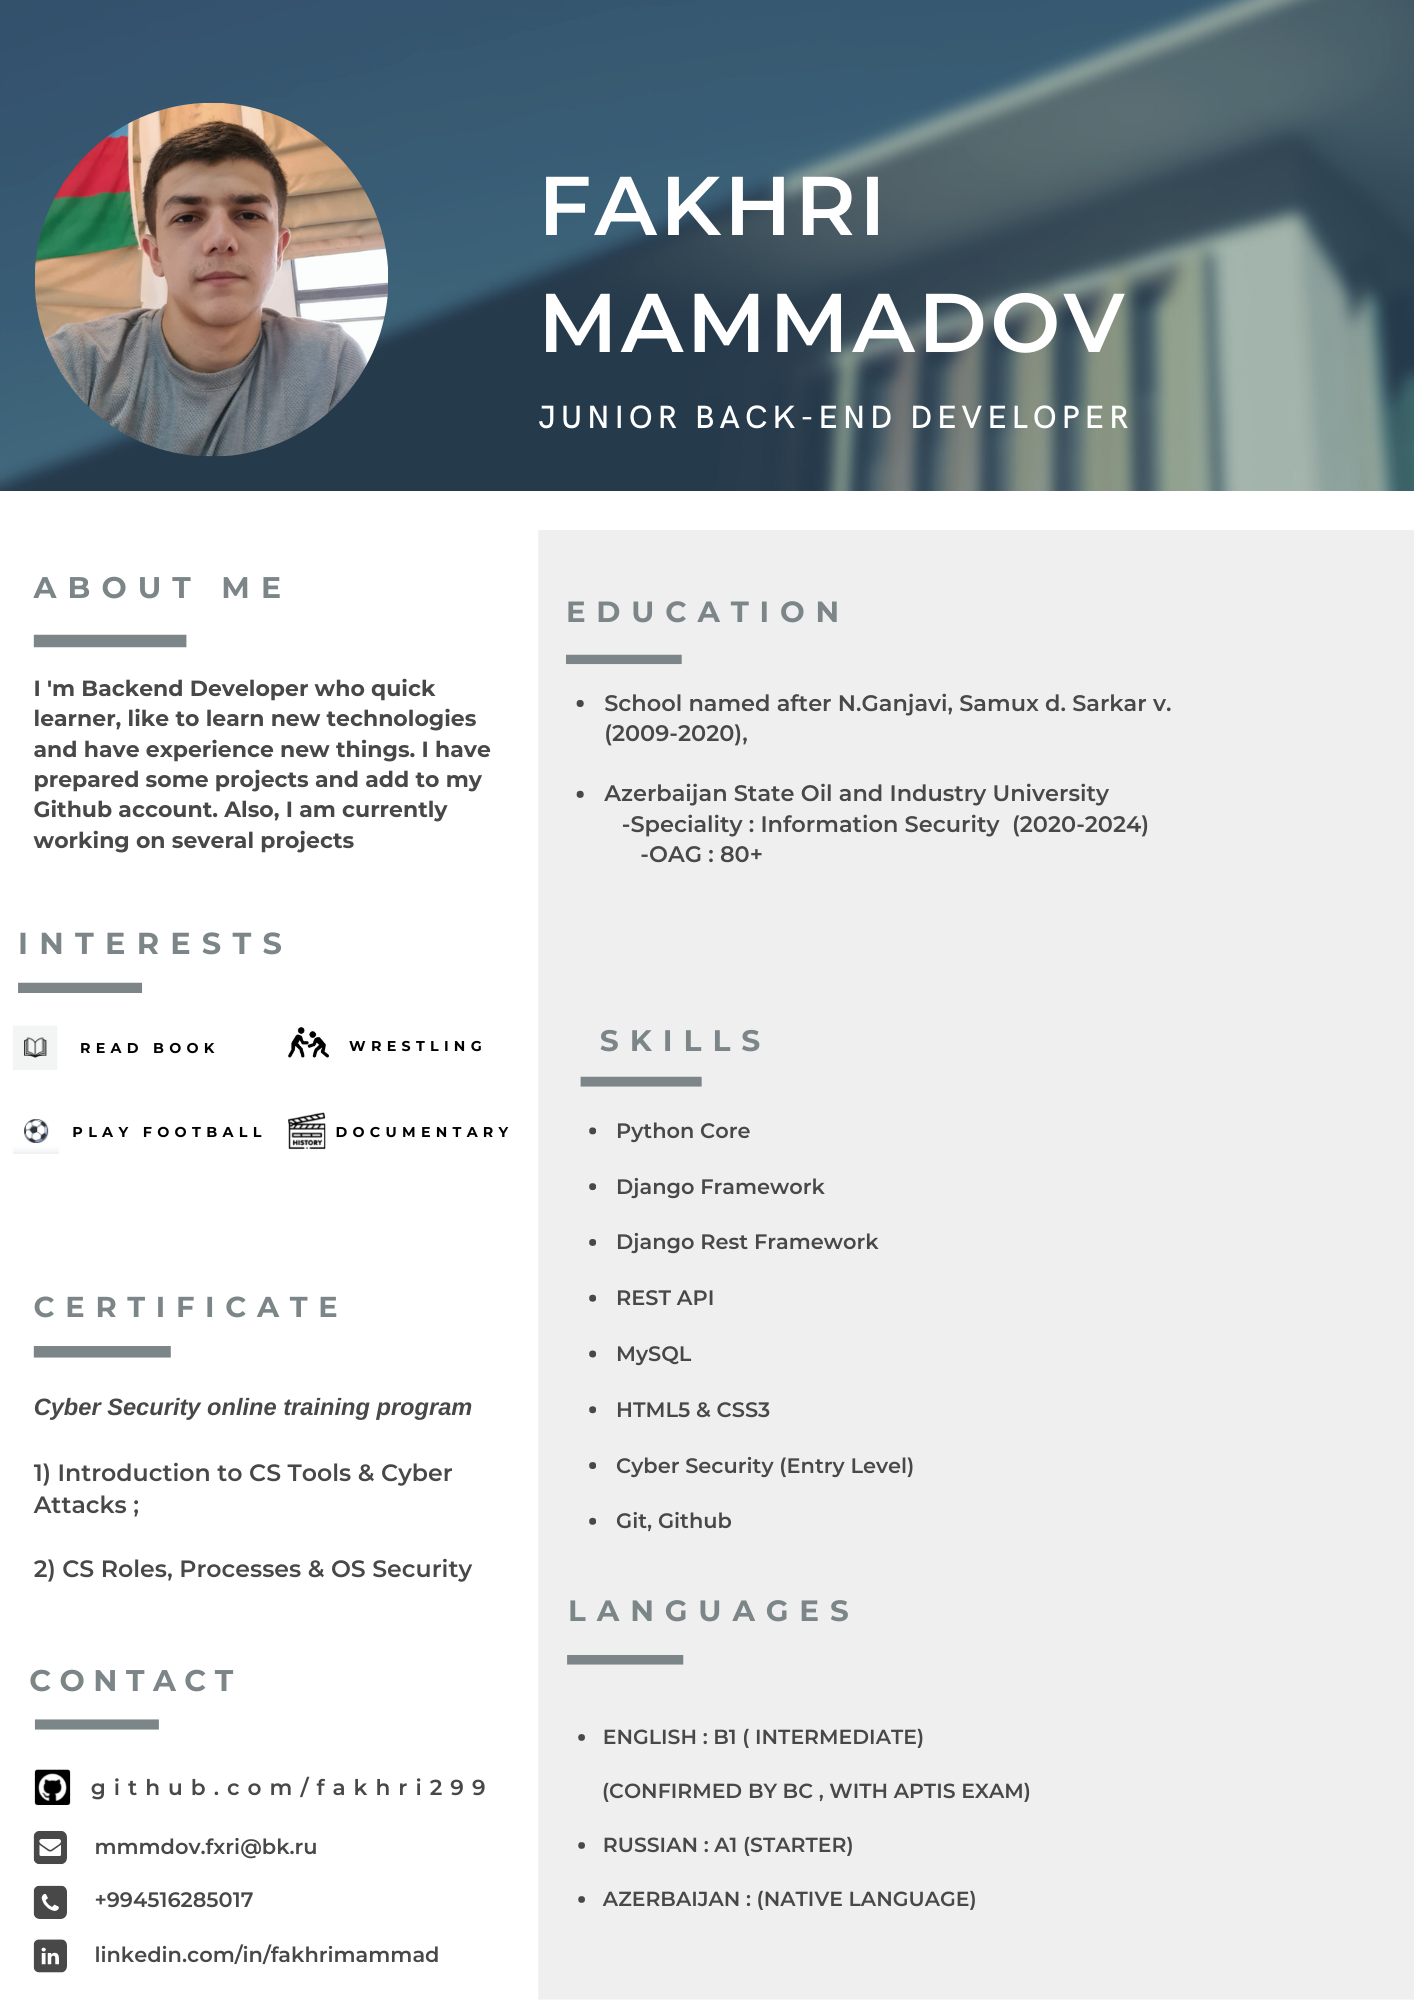 FAKHRI
MAMMADOV
JUNIOR BACK-END DEVELOPER
ABOUT ME
I 'm Backend Developer who quick
learner, like to learn new technologies
and have experience new things. I have
prepared some projects and add to my
Github account. Also, I am currently
working on several projects
INTERESTS
READ BOOK
WRESTLING
PLAY FOOTBALL
HISTORY
DOCUMENTARY
CERTIFICATE
Cyber Security online training program
1) Introduction to CS Tools & Cyber
Attacks ;
2) CS Roles, Processes & OS Security
CONTACT
github.com/fakhri299
mmmdov.fxri@bk.ru
+994516285017
in
linkedin.com/in/fakhrimammad
EDUCATION
• School named after N.Ganjavi, Samux d. Sarkar v.
(2009-2020),
• Azerbaijan State Oil and Industry University
-Speciality : Information Security (2020-2024)
-OAG : 80+
SKILLS
• Python Core
• Django Framework
• Django Rest Framework
• REST API
• MySQL
• HTML5 & CSS3
• Cyber Security (Entry Level)
• Git, Github
LANGUAGES
• ENGLISH : B1 ( INTERMEDIATE)
(CONFIRMED BY BC , WITH APTIS EXAM)
• RUSSIAN : A1 (STARTER)
• AZERBAIJAN : (NATIVE LANGUAGE)